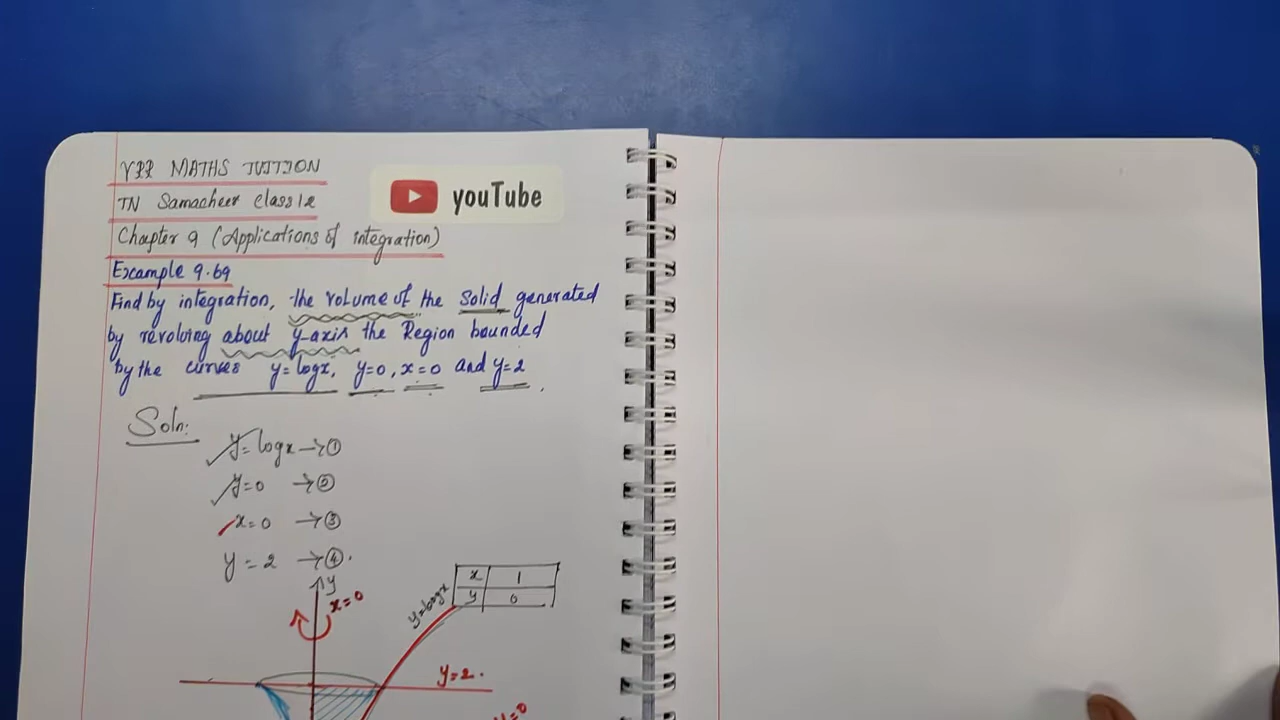 YRR MATHS TUITION
TN Samacheer Class 12
youTube
Chapter 9 (Applications of integration)
Example 9.69
Find by integration, the volume of the solid generated
by revolving about y-axis the Region bounded
by the curves y=logx, y=0, x=0 and y=2.
Soln:
y=logx →①
y=0 →②
x=0 →③
y=2 →④.
y
x=0
y=logx
x 1
y 0
y=2.
y=0